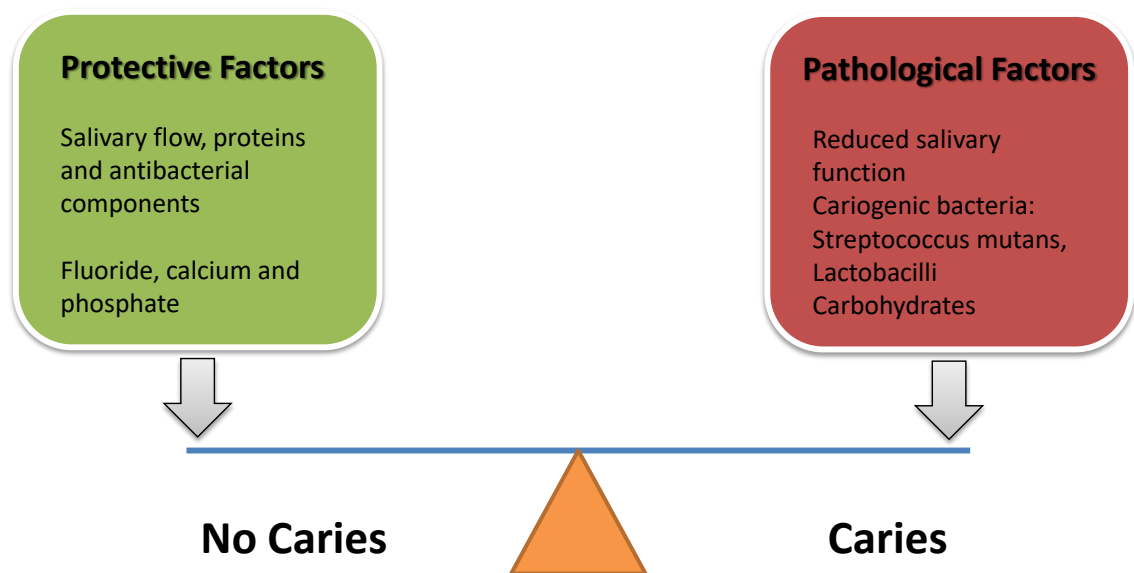 Protective Factors
Salivary flow, proteins
and antibacterial
components
Fluoride, calcium and
phosphate
Pathological Factors
Reduced salivary
function
Cariogenic bacteria:
Streptococcus mutans,
Lactobacilli
Carbohydrates
No Caries
Caries